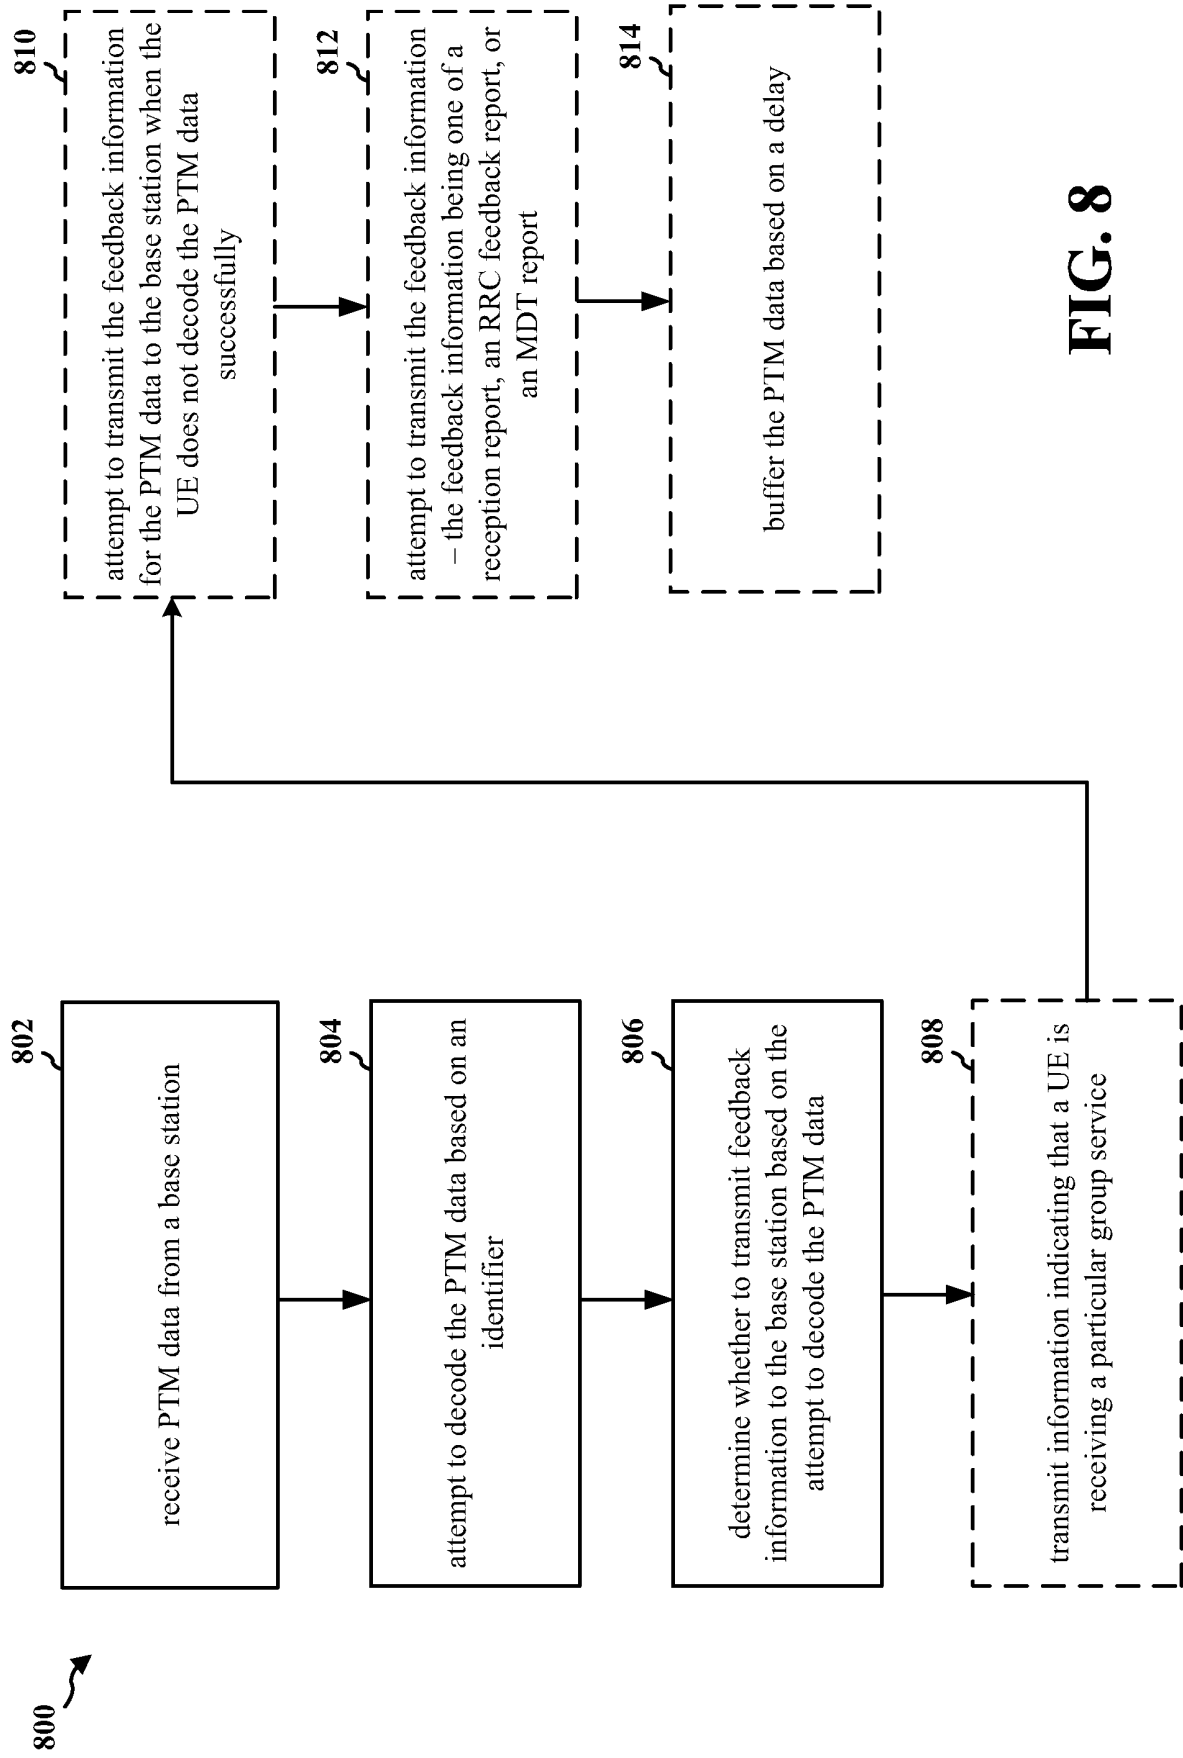 800
802
receive PTM data from a base station
804
attempt to decode the PTM data based on an
identifier
806
determine whether to transmit feedback
information to the base station based on the
attempt to decode the PTM data
808
transmit information indicating that a UE is
receiving a particular group service
810
attempt to transmit the feedback information
for the PTM data to the base station when the
UE does not decode the PTM data
successfully
812
attempt to transmit the feedback information
– the feedback information being one of a
reception report, an RRC feedback report, or
an MDT report
814
buffer the PTM data based on a delay
FIG. 8